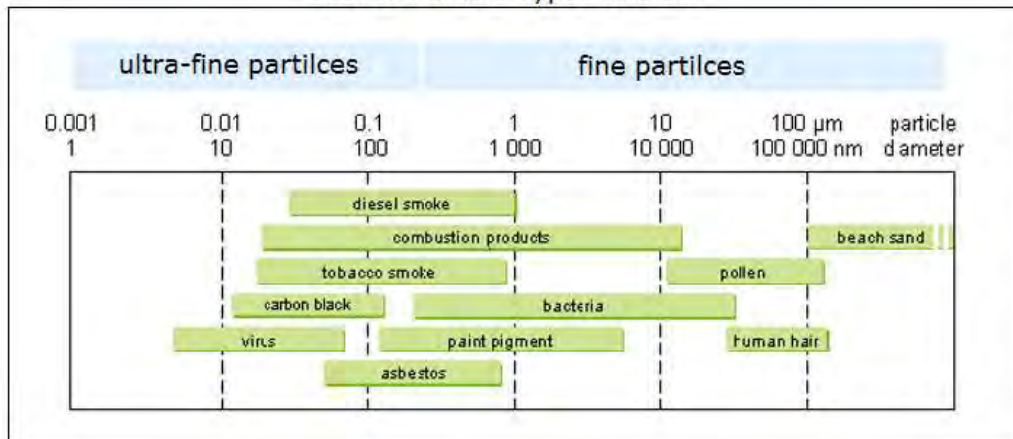 ultra-fine partilces fine partilces
0.001 0.01 0.1 1 10 100 µm particle
1 10 100 1 000 10 000 100 000 nm diameter
diesel smoke
combustion products beach sand
tobacco smoke pollen
carbon black bacteria
virus paint pigment human hair
asbestos